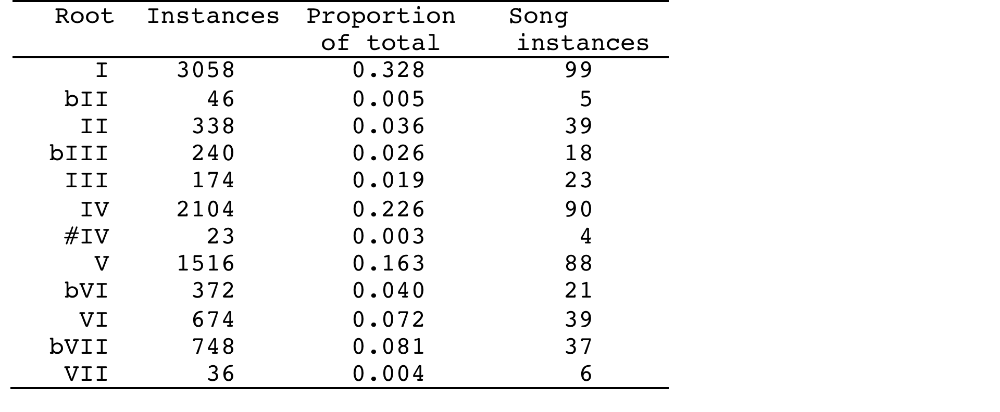 Root Instances Proportion Song
of total instances
I 3058 0.328 99
bII 46 0.005 5
II 338 0.036 39
bIII 240 0.026 18
III 174 0.019 23
IV 2104 0.226 90
#IV 23 0.003 4
V 1516 0.163 88
bVI 372 0.040 21
VI 674 0.072 39
bVII 748 0.081 37
VII 36 0.004 6